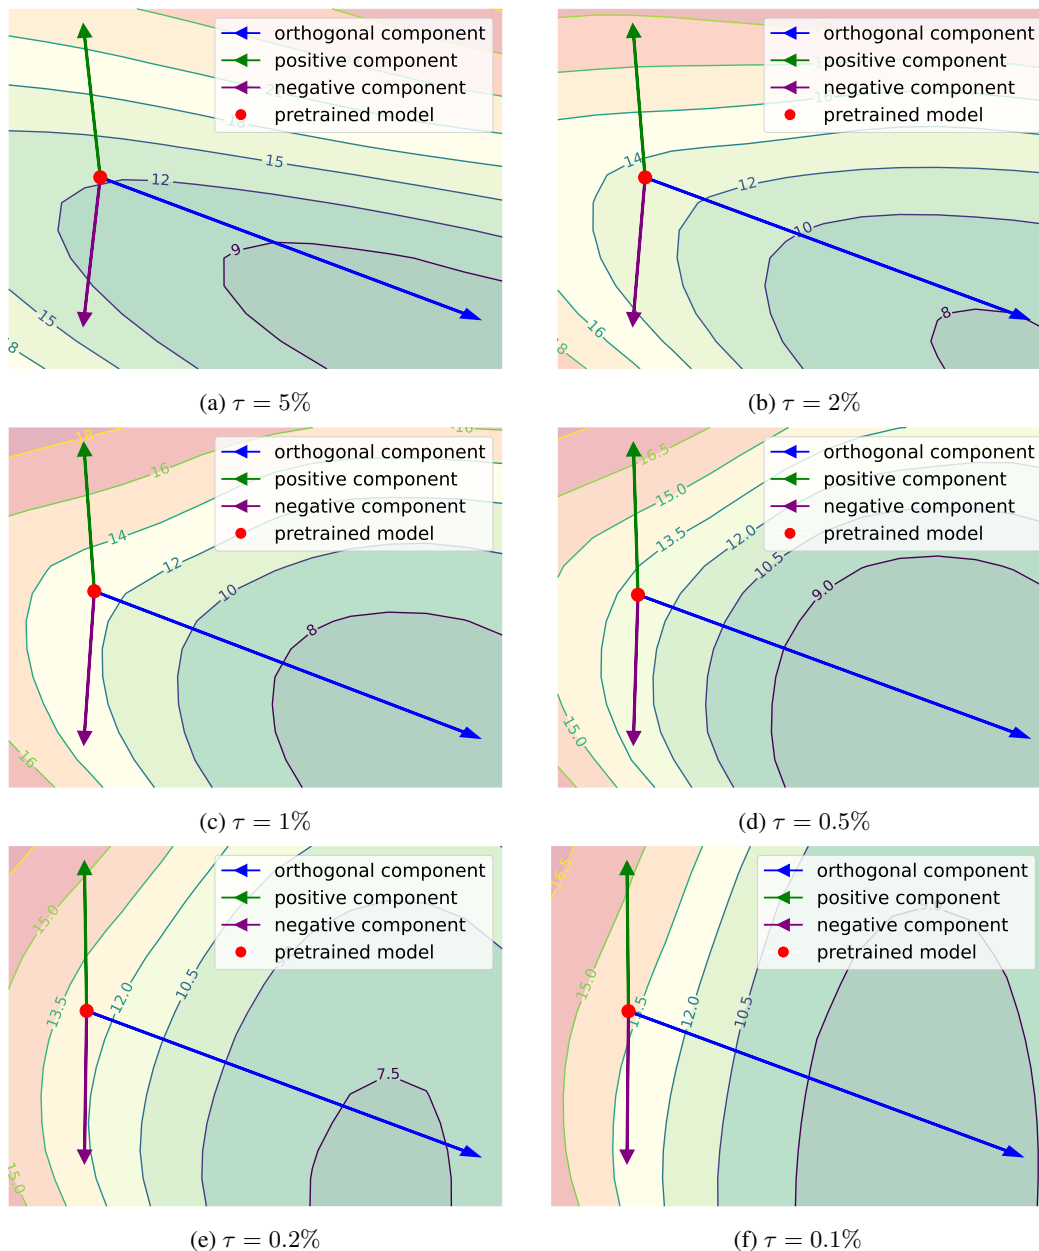 orthogonal component
positive component
negative component
pretrained model
18
15
12
9
15
(a) τ = 5%
orthogonal component
positive component
negative component
pretrained model
14
12
10
8
16
(b) τ = 2%
18
16
orthogonal component
positive component
negative component
pretrained model
16
14
12
10
8
16
(c) τ = 1%
16.5
orthogonal component
positive component
negative component
pretrained model
15.0
13.5
12.0
10.5
9.0
15.0
(d) τ = 0.5%
orthogonal component
positive component
negative component
pretrained model
15.0
13.5
12.0
10.5
7.5
15.0
(e) τ = 0.2%
16.5
orthogonal component
positive component
negative component
pretrained model
15.0
12.0
10.5
(f) τ = 0.1%